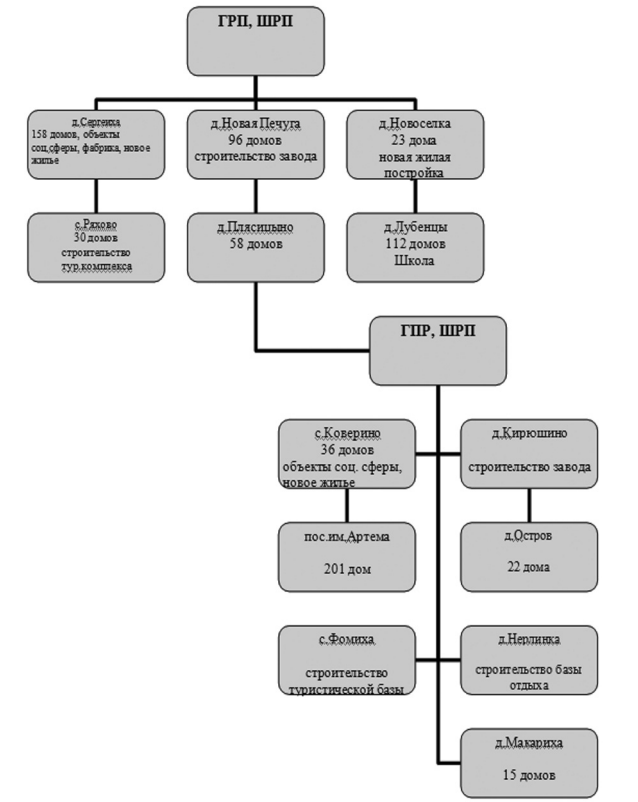 ГРП, ШРП
д.Сергеиха
158 домов, объекты
соц.сферы, фабрика, новое
жилье
д.Новая Печуга
96 домов
строительство завода
д.Новоселка
23 дома
новая жилая
постройка
с.Ряхово
30 домов
строительство
тур.комплекса
д.Плясицыно
58 домов
д.Лубенцы
112 домов
Школа
ГПР, ШРП
с.Коверино
36 домов
объекты соц. сферы,
новое жилье
д.Кирюшино
строительство завода
пос.им.Артема
201 дом
д.Остров
22 дома
с.Фомиха
строительство
туристической базы
д.Нерлинка
строительство базы
отдыха
д.Макариха
15 домов